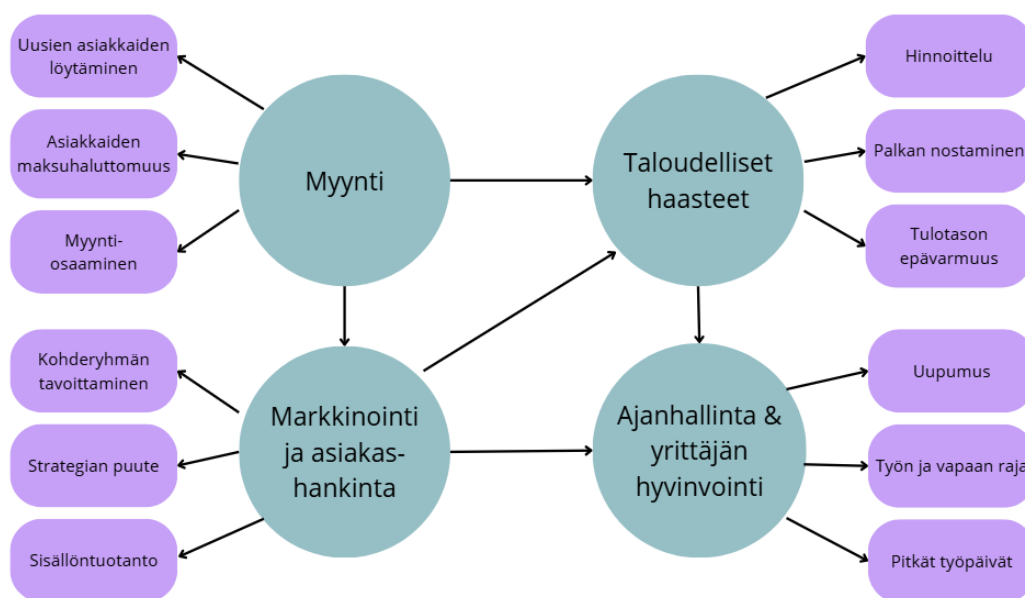 Uusien asiakkaiden
löytäminen
Asiakkaiden
maksuhaluttomuus
Myynti-
osaaminen
Myynti
Taloudelliset
haasteet
Hinnoittelu
Palkan nostaminen
Tulotason
epävarmuus
Kohderyhmän
tavoittaminen
Strategian puute
Sisällöntuotanto
Markkinointi
ja asiakas-
hankinta
Ajanhallinta &
yrittäjän
hyvinvointi
Uupumus
Työn ja vapaan raja
Pitkät työpäivät